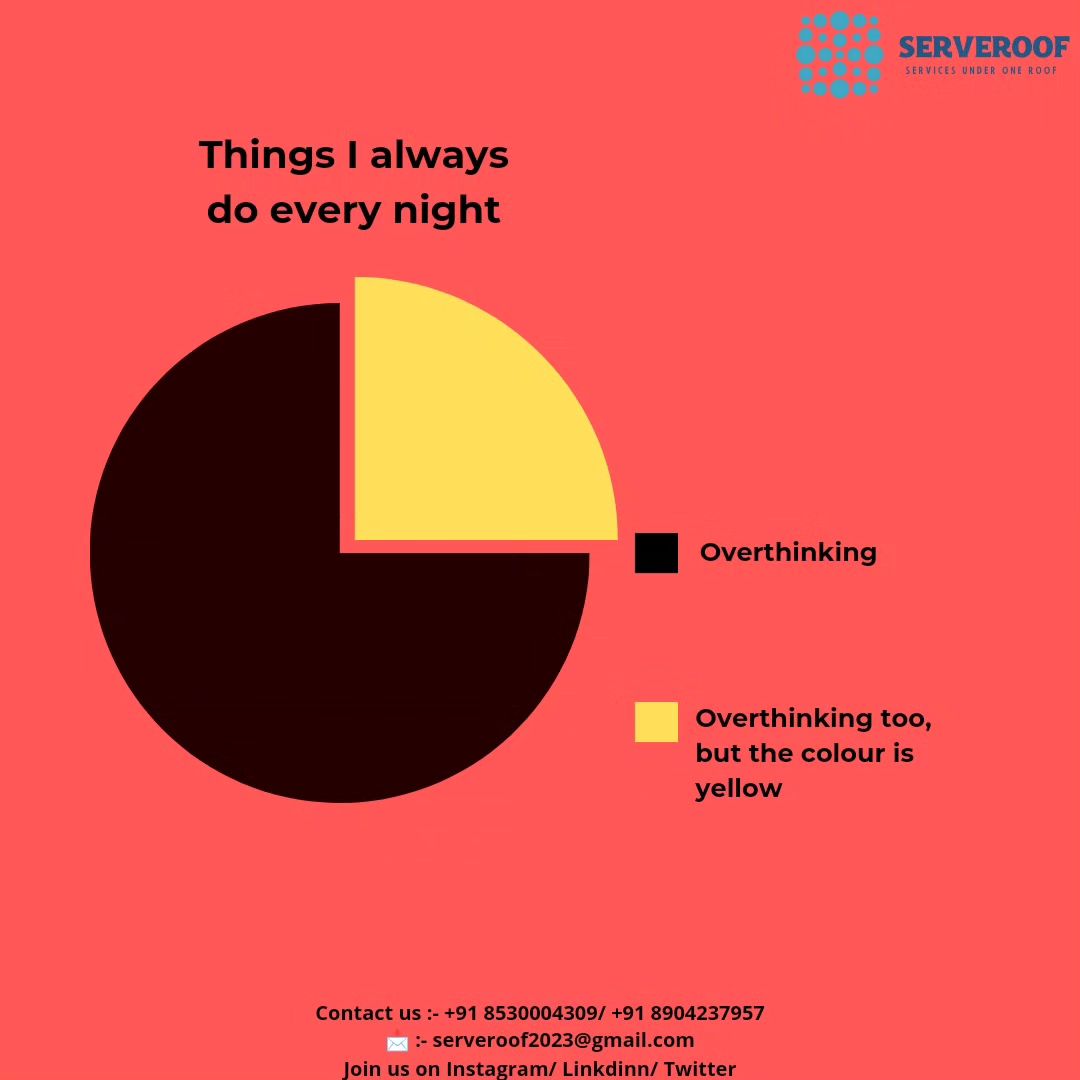 SERVEROOF
SERVICES UNDER ONE ROOF
Things I always
do every night
Overthinking
Overthinking too,
but the colour is
yellow
Contact us :- +91 8530004309/ +91 8904237957
:- serveroof2023@gmail.com
Join us on Instagram/ Linkdinn/ Twitter